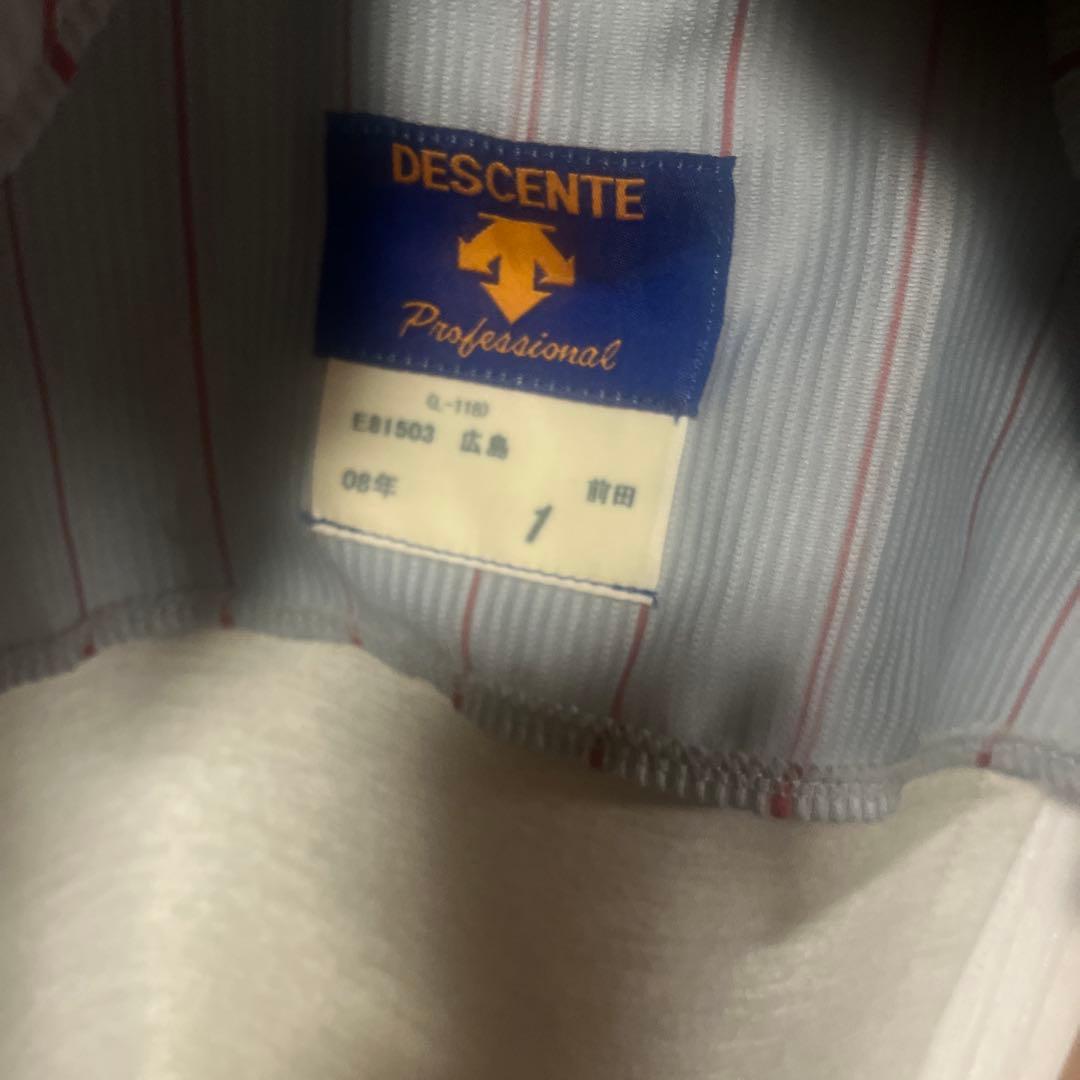 DESCENTE
Professional
E81503 広島
08年 前田
1